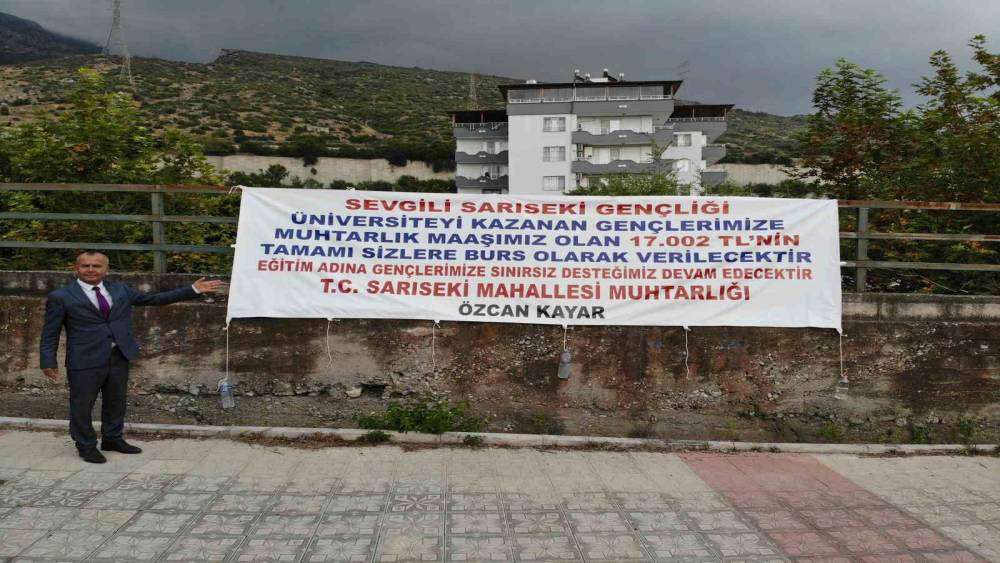 SEVGİLİ SARISEKİ GENÇLİĞİ
ÜNİVERSİTEYİ KAZANAN GENÇLERİMİZE
MUHTARLIK MAAŞIMIZ OLAN 17.002 TL'NİN
TAMAMI SİZLERE BURS OLARAK VERİLECEKTİR
EĞİTİM ADINA GENÇLERİMİZE SINIRSIZ DESTEĞİMİZ DEVAM EDECEKTİR
T.C. SARISEKİ MAHALLESİ MUHTARLIĞI
ÖZCAN KAYAR